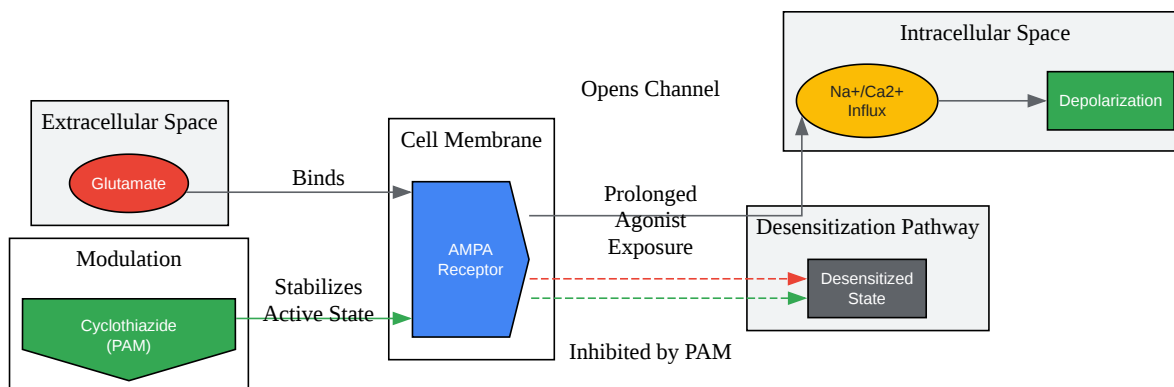 Intracellular Space
Opens Channel
Na+/Ca2+
Influx
Depolarization
Extracellular Space
Glutamate
Binds
Cell Membrane
AMPA
Receptor
Prolonged
Agonist
Exposure
Desensitization Pathway
Desensitized
State
Modulation
Cyclothiazide
(PAM)
Stabilizes
Active State
Inhibited by PAM